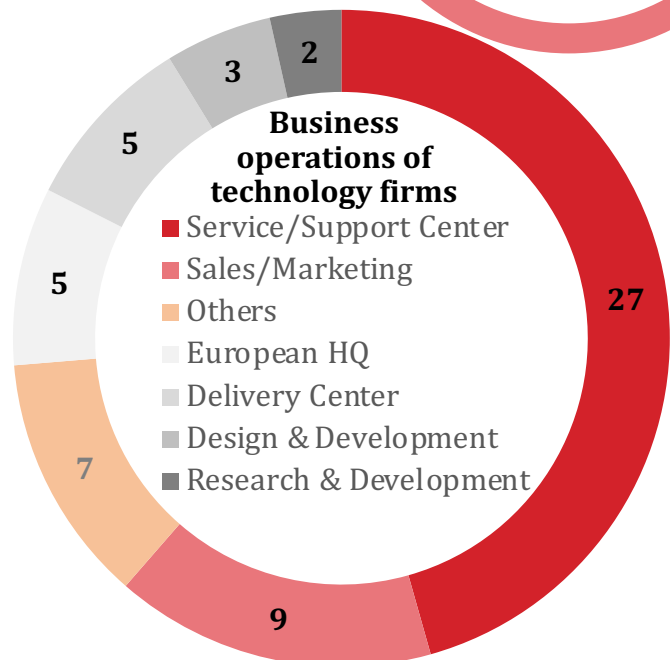 2
3
5
Business
operations of
technology firms
Service/Support Center
Sales/Marketing
5
27
Others
European HQ
Delivery Center
Design & Development
7
Research & Development
9